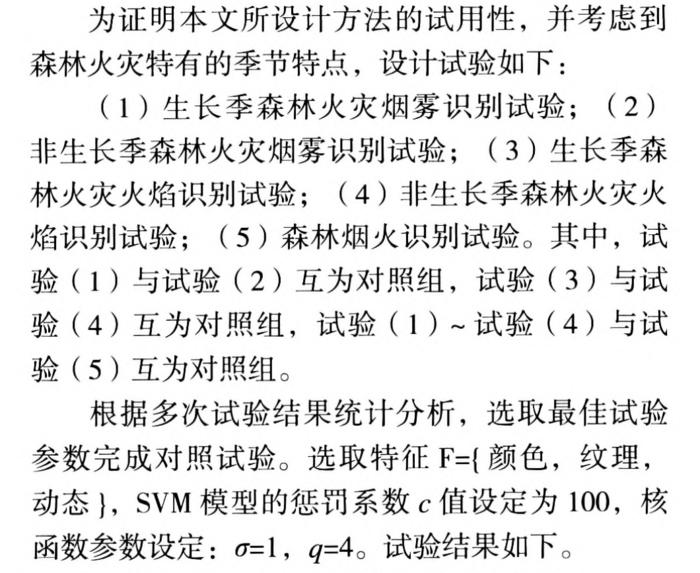 为证明本文所设计方法的试用性，并考虑到
森林火灾特有的季节特点，设计试验如下：
（1）生长季森林火灾烟雾识别试验；（2）
非生长季森林火灾烟雾识别试验；（3）生长季森
林火灾火焰识别试验；（4）非生长季森林火灾火
焰识别试验；（5）森林烟火识别试验。其中，试
验（1）与试验（2）互为对照组，试验（3）与试
验（4）互为对照组，试验（1）~试验（4）与试
验（5）互为对照组。
根据多次试验结果统计分析，选取最佳试验
参数完成对照试验。选取特征 F={ 颜色，纹理，
动态 }，SVM 模型的惩罚系数 c 值设定为 100，核
函数参数设定：σ=1，q=4。试验结果如下。